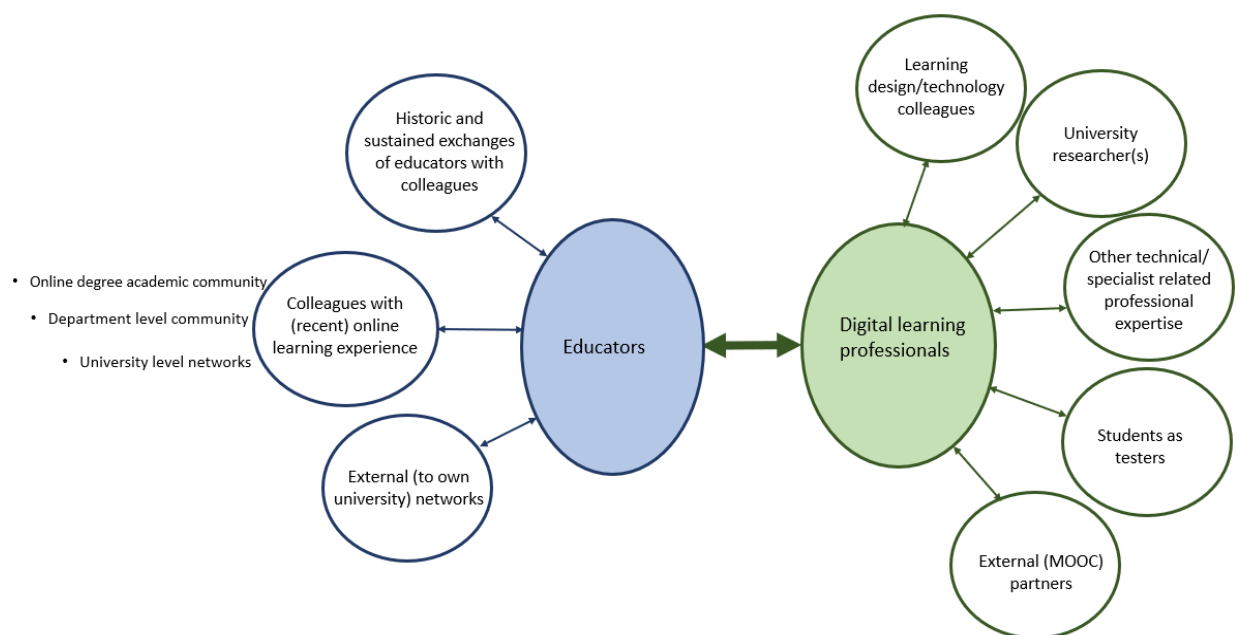 Historic and
sustained exchanges
of educators with
colleagues
• Online degree academic community
• Department level community
• University level networks
Colleagues with
(recent) online
learning experience
External (to own
university) networks
Educators
Digital learning
professionals
Learning
design/technology
colleagues
University
researcher(s)
Other technical/
specialist related
professional
expertise
Students as
testers
External (MOOC)
partners